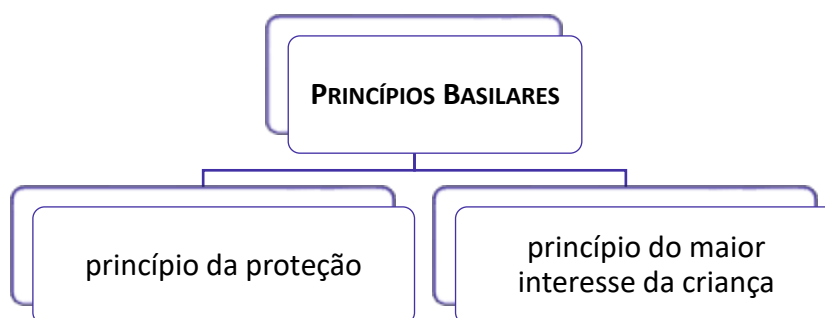 PRINCÍPIOS BASILARES
princípio da proteção
princípio do maior
interesse da criança